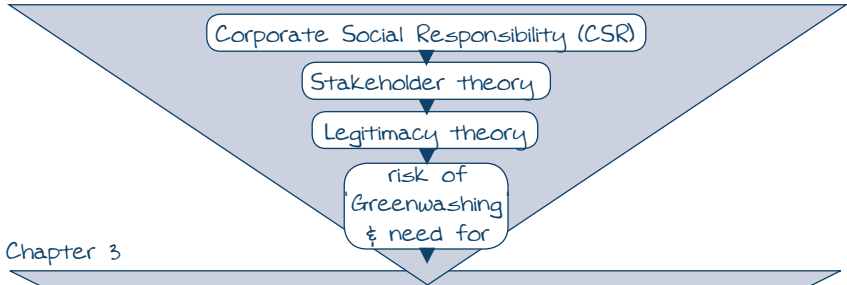 Corporate Social Responsibility (CSR)
Stakeholder theory
Legitimacy theory
risk of
'Greenwashing'
& need for
Chapter 3